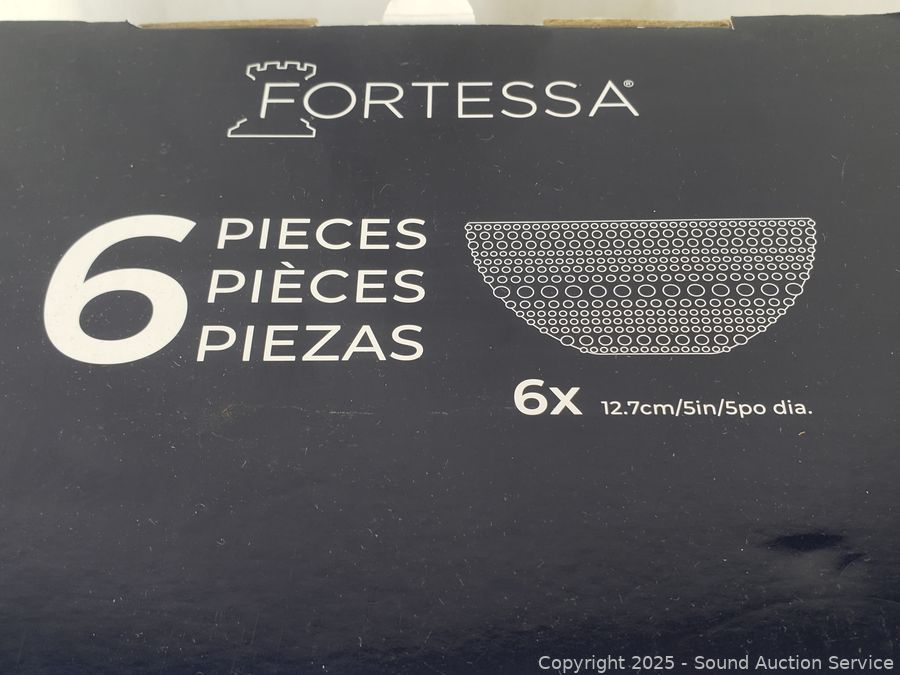 FORTESSA®
6 PIECES
PIÈCES
PIEZAS
6x 12.7cm/5in/5po dia.
Copyright 2025 - Sound Auction Service